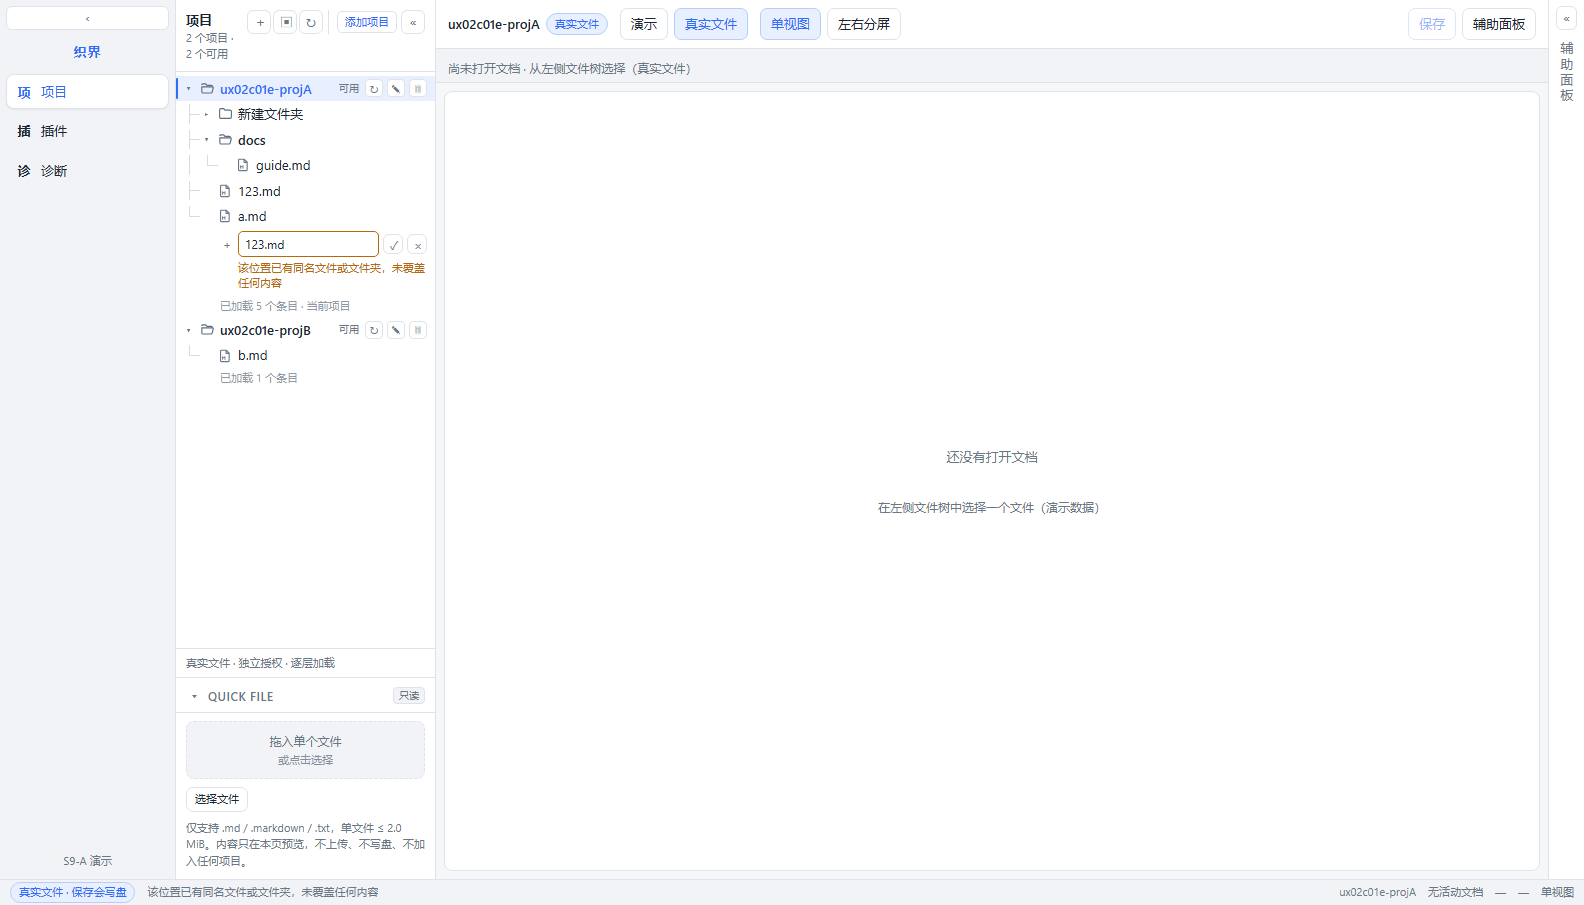 ‹
织界
项 项目
插 插件
诊 诊断
S9-A 演示
项目
2 个项目 ·
2 个可用
+
↻
添加项目
«
ux02c01e-projA 可用 ↻
新建文件夹
docs
guide.md
123.md
a.md
+ 123.md ✓ ×
该位置已有同名文件或文件夹，未覆盖
任何内容
已加载 5 个条目 · 当前项目
ux02c01e-projB 可用 ↻
b.md
已加载 1 个条目
真实文件 · 独立授权 · 逐层加载
QUICK FILE 只读
拖入单个文件
或点击选择
选择文件
仅支持 .md / .markdown / .txt，单文件 ≤ 2.0
MiB。内容只在本页预览，不上传、不写盘、不加
入任何项目。
ux02c01e-projA 真实文件 演示 真实文件 单视图 左右分屏 保存 辅助面板
尚未打开文档 · 从左侧文件树选择（真实文件）
还没有打开文档
在左侧文件树中选择一个文件（演示数据）
«
辅助面板
真实文件 · 保存会写盘 该位置已有同名文件或文件夹，未覆盖任何内容 ux02c01e-projA 无活动文档 — — 单视图